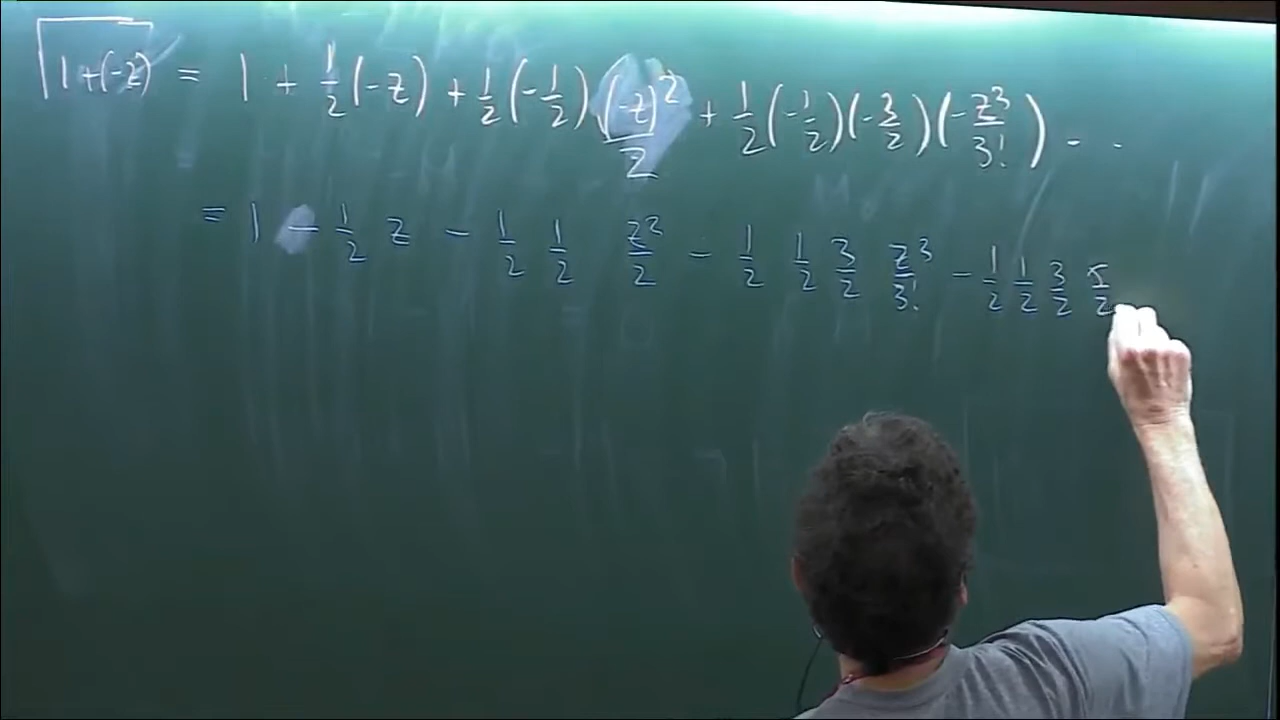 √(1+(-z)) = 1 + 1/2 (-z) + 1/2 (-1/2) (-z)²/2 + 1/2 (-1/2)(-3/2)(-z³/3!) - - .
= 1 - 1/2 z - 1/2 1/2 z²/2 - 1/2 1/2 3/2 z³/3! - 1/2 1/2 3/2 5/2